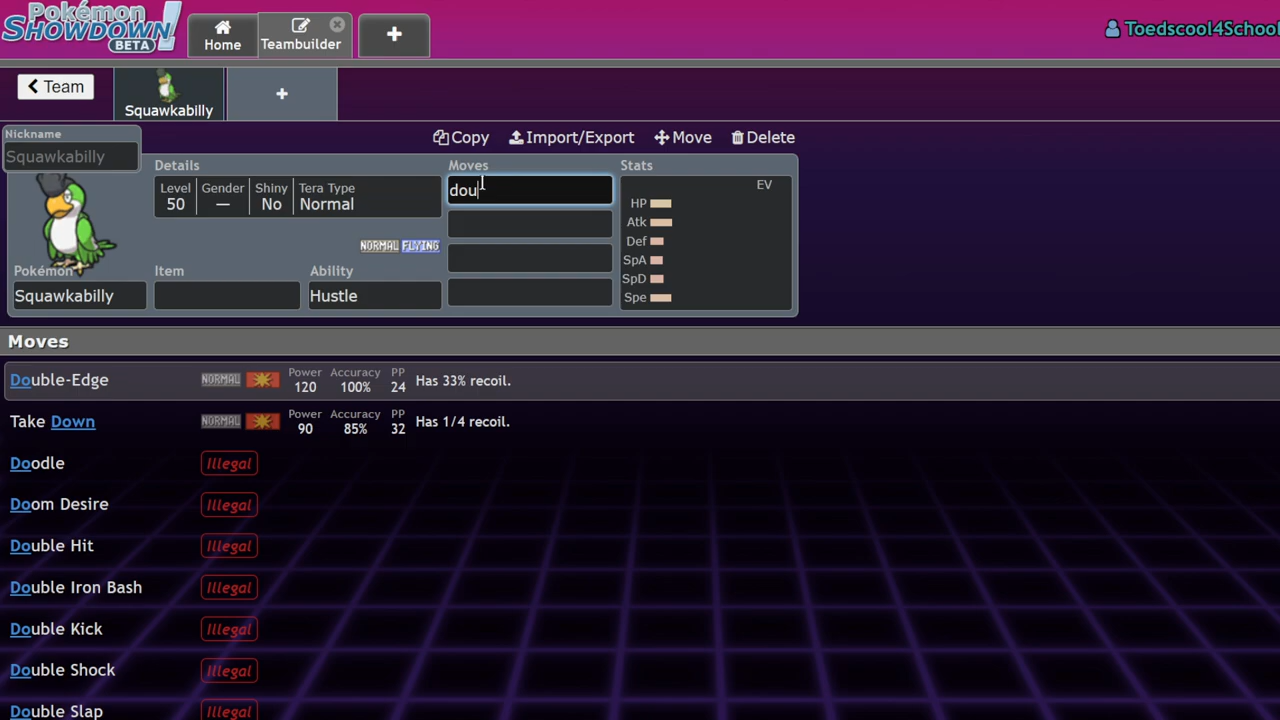 Pokémon
SHOWDOWN!
BETA
Home
Teambuilder
Toedscool4School
Team
Squawkabilly
Copy
Import/Export
Move
Delete
Nickname
Squawkabilly
Details
Level
50
Gender
—
Shiny
No
Tera Type
Normal
NORMAL FLYING
Pokémon
Squawkabilly
Item
Ability
Hustle
Moves
dou
Stats
EV
HP
Atk
Def
SpA
SpD
Spe
Moves
Double-Edge NORMAL Power 120 Accuracy 100% PP 24 Has 33% recoil.
Take Down NORMAL Power 90 Accuracy 85% PP 32 Has 1/4 recoil.
Doodle Illegal
Doom Desire Illegal
Double Hit Illegal
Double Iron Bash Illegal
Double Kick Illegal
Double Shock Illegal
Double Slap Illegal